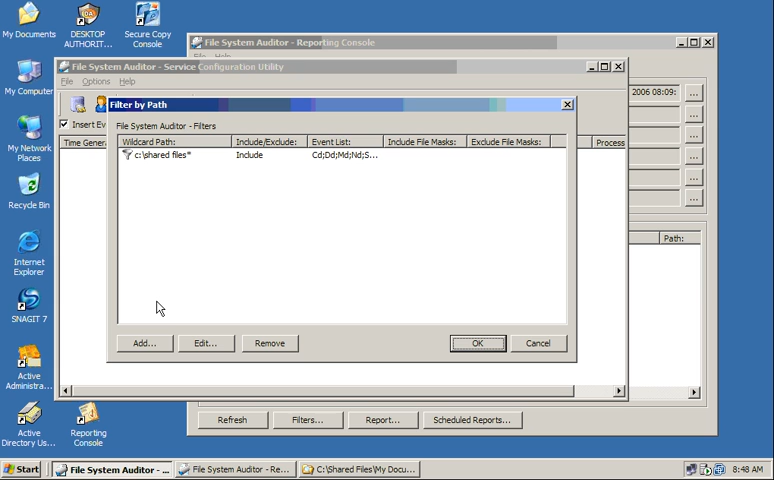 My Documents
DESKTOP
AUTHORIT...
Secure Copy
Console
My Computer
My Network
Places
Recycle Bin
Internet
Explorer
SNAGIT 7
Active
Administra...
Active
Directory Us...
Reporting
Console
File System Auditor - Reporting Console
File Help
2006 08:09:
...
...
...
...
...
...
Path:
Refresh
Filters...
Report...
Scheduled Reports...
File System Auditor - Service Configuration Utility
File Options Help
Insert Ev
Time Genera
Process
Filter by Path
File System Auditor - Filters
Wildcard Path: Include/Exclude: Event List: Include File Masks: Exclude File Masks:
c:\shared files* Include Cd;Dd;Md;Nd;S...
Add... Edit... Remove OK Cancel
Start File System Auditor - ... File System Auditor - Re... C:\Shared Files\My Docu... 8:48 AM